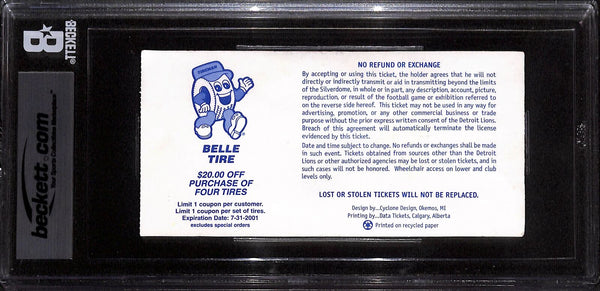 BECKETT®
B
beckett.com
TIREMAN
BELLE
TIRE
$20.00 OFF
PURCHASE OF
FOUR TIRES
Limit 1 coupon per customer.
Limit 1 coupon per set of tires.
Expiration Date: 7-31-2001
excludes special orders
NO REFUND OR EXCHANGE
By accepting or using this ticket, the holder agrees that he will not
directly or indirectly transmit or aid in transmitting beyond the limits
of the Silverdome, in whole or in part, any description, account, picture,
reproduction, or result of the football game or exhibition referred to
on the reverse side hereof. This ticket may not be used in any way for
advertising, promotion, or any other commercial business or trade
purpose without the prior express written consent of the Detroit Lions.
Breach of this agreement will automatically terminate the license
evidenced by this ticket.
Date and time subject to change. No refunds or exchanges shall be made
in such event. Tickets obtained from sources other than the Detroit
Lions or other authorized agencies may be lost or stolen tickets, and in
such cases will not be honored. Wheelchair access on lower and club
levels only.
LOST OR STOLEN TICKETS WILL NOT BE REPLACED.
Design by...Cyclone Design, Okemos, MI
Printing by...Data Tickets, Calgary, Alberta
Printed on recycled paper